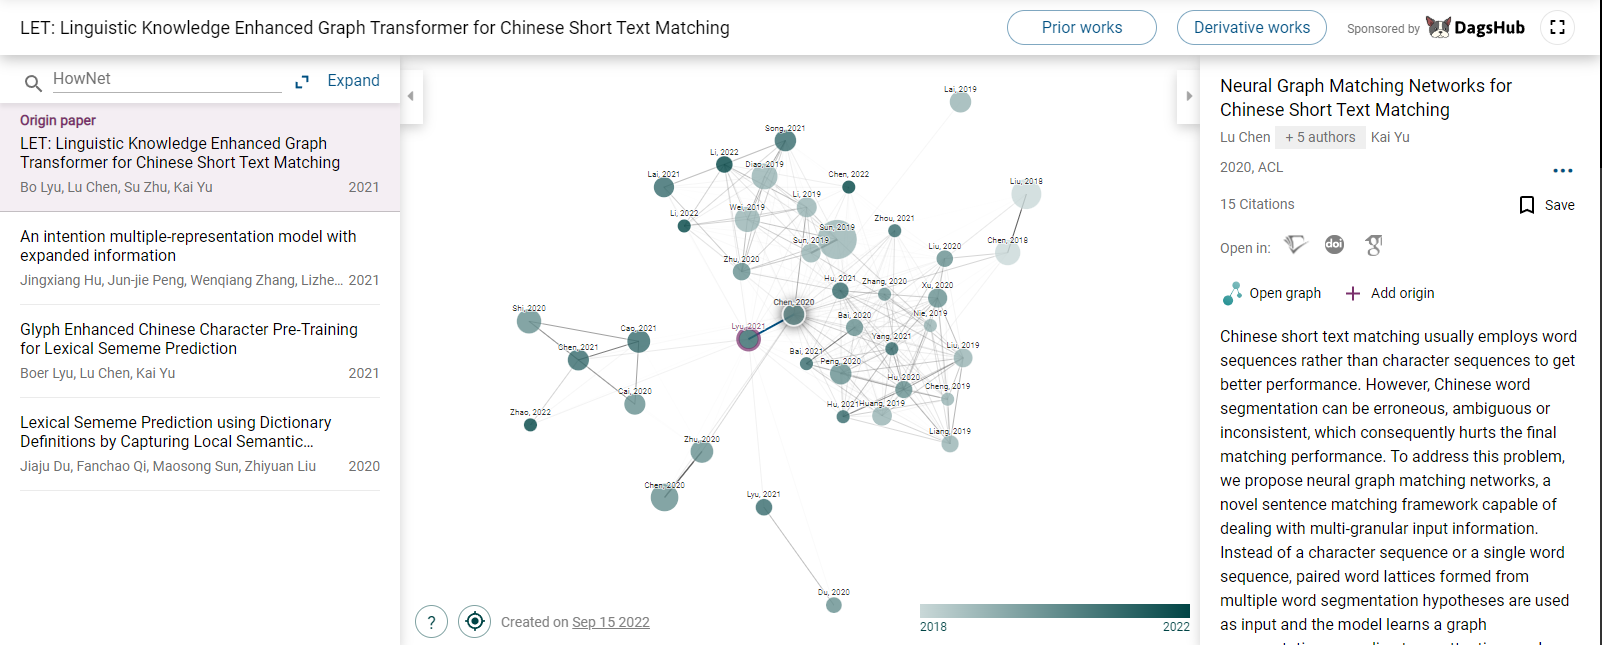 LET: Linguistic Knowledge Enhanced Graph Transformer for Chinese Short Text Matching
Prior works
Derivative works
Sponsored by DagsHub
HowNet
Expand
Origin paper
LET: Linguistic Knowledge Enhanced Graph
Transformer for Chinese Short Text Matching
Bo Lyu, Lu Chen, Su Zhu, Kai Yu 2021
An intention multiple-representation model with
expanded information
Jingxiang Hu, Jun-jie Peng, Wenqiang Zhang, Lizhe... 2021
Glyph Enhanced Chinese Character Pre-Training
for Lexical Sememe Prediction
Boer Lyu, Lu Chen, Kai Yu 2021
Lexical Sememe Prediction using Dictionary
Definitions by Capturing Local Semantic...
Jiaju Du, Fanchao Qi, Maosong Sun, Zhiyuan Liu 2020
Lai, 2019
Song, 2021
Li, 2022
Diao, 2019
Lai, 2021
Chen, 2022
Liu, 2018
Li, 2019
Wei, 2019
Li, 2022
Zhou, 2021
Sun, 2019
Sun, 2019
Liu, 2020
Chen, 2018
Zhu, 2020
Hu, 2021
Zhang, 2020
Xu, 2020
Chen, 2020
Shi, 2020
Bai, 2020
Nie, 2019
Lyu, 2021
Cao, 2021
Yang, 2021
Chen, 2021
Bai, 2021
Liu, 2019
Peng, 2020
Hu, 2020
Cheng, 2019
Cai, 2020
Hu, 2021
Huang, 2019
Zhao, 2022
Liang, 2019
Zhu, 2020
Chen, 2020
Lyu, 2021
Du, 2020
?
Created on Sep 15 2022
2018 2022
Neural Graph Matching Networks for
Chinese Short Text Matching
Lu Chen + 5 authors Kai Yu
2020, ACL
15 Citations
Save
Open in: doi g
Open graph
Add origin
Chinese short text matching usually employs word
sequences rather than character sequences to get
better performance. However, Chinese word
segmentation can be erroneous, ambiguous or
inconsistent, which consequently hurts the final
matching performance. To address this problem,
we propose neural graph matching networks, a
novel sentence matching framework capable of
dealing with multi-granular input information.
Instead of a character sequence or a single word
sequence, paired word lattices formed from
multiple word segmentation hypotheses are used
as input and the model learns a graph